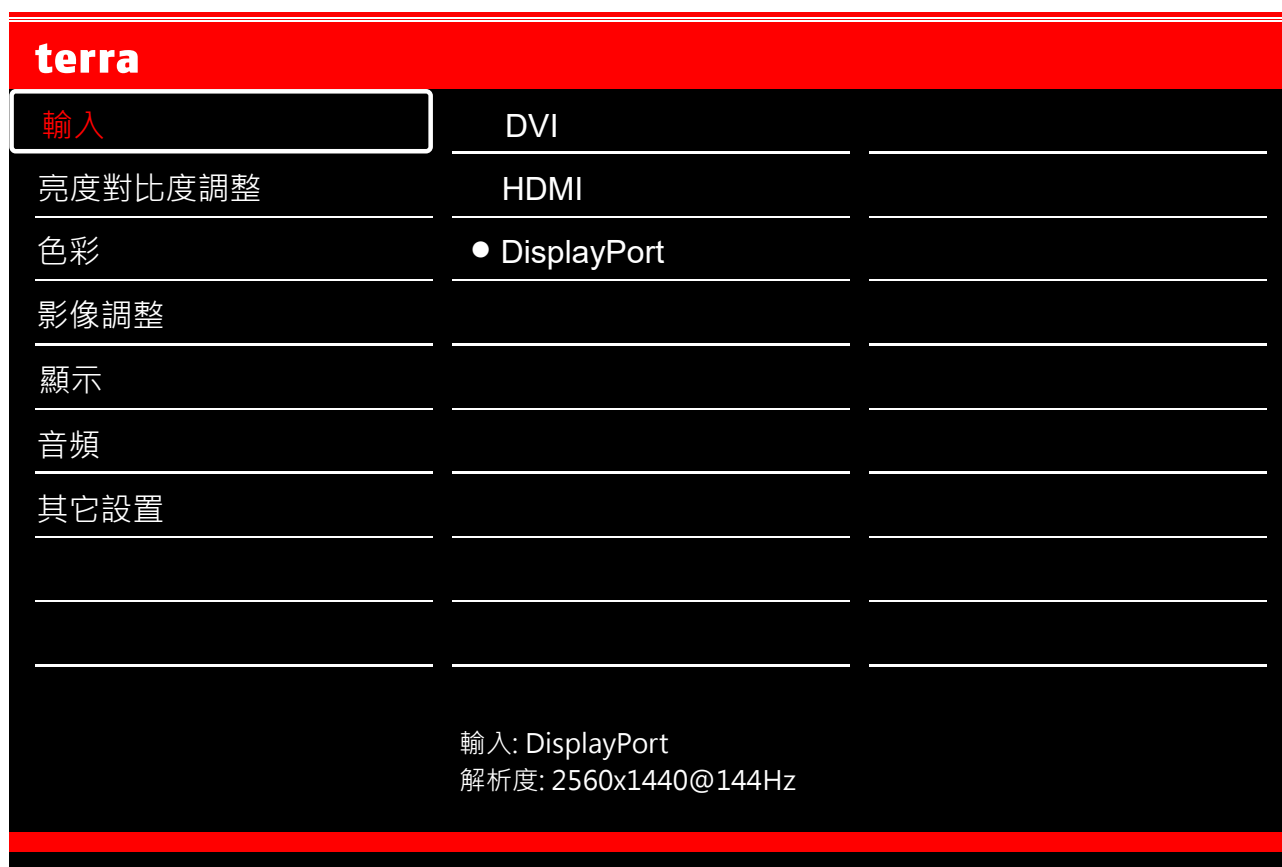 terra
輸入
DVI
亮度對比度調整
HDMI
色彩
DisplayPort
影像調整
顯示
音頻
其它設置
輸入: DisplayPort
解析度: 2560x1440@144Hz